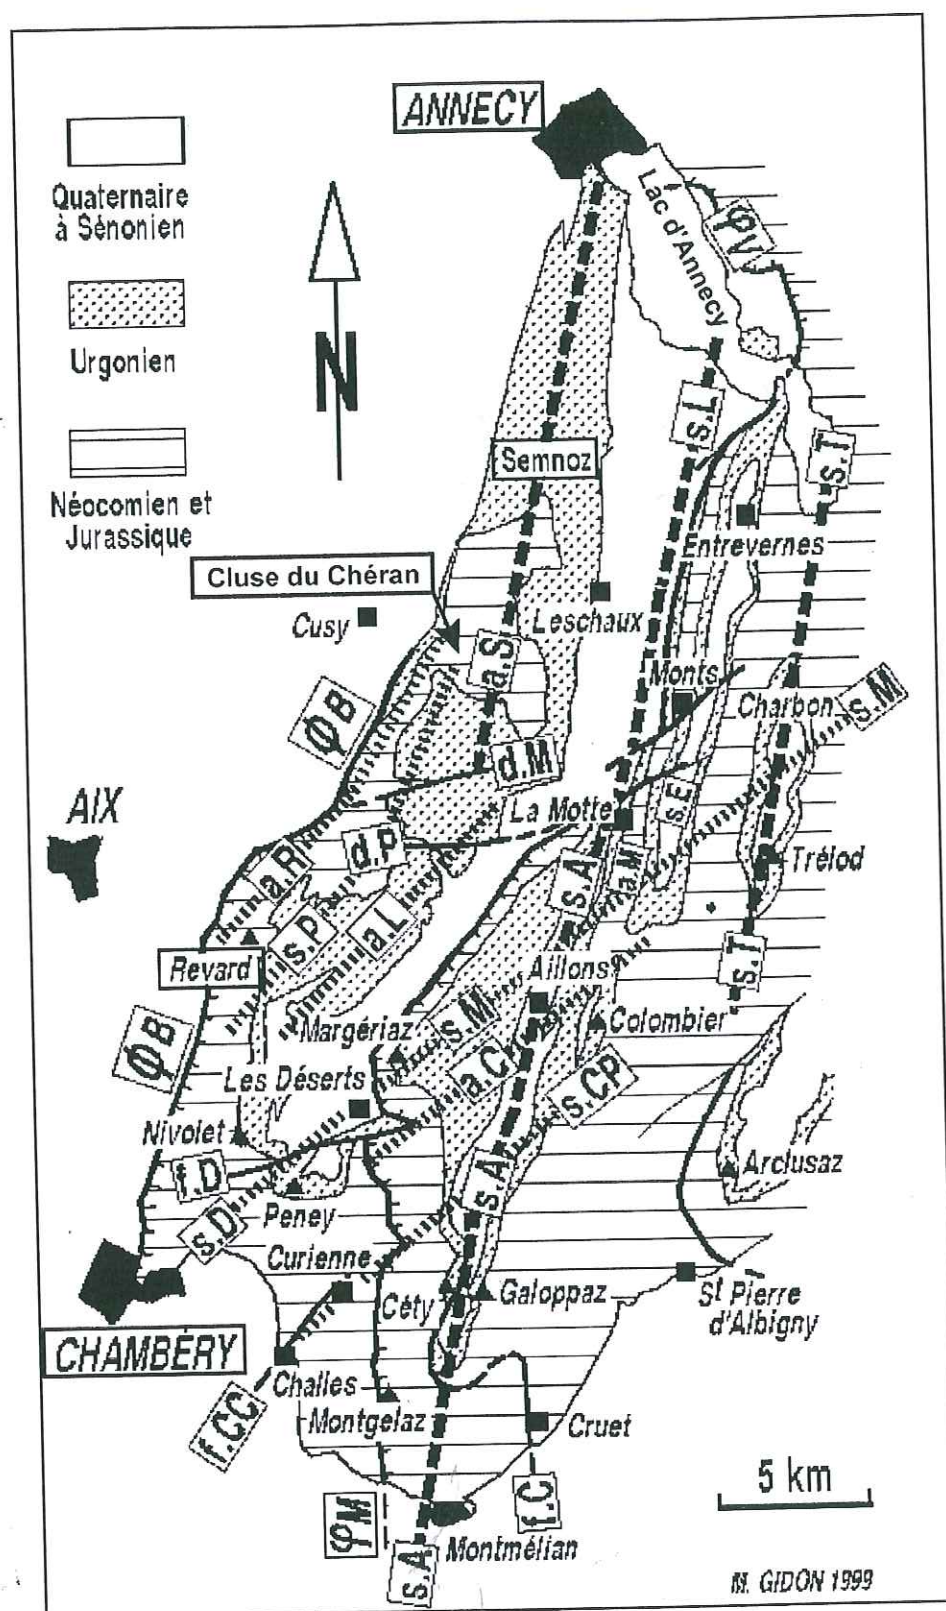 ANNECY
Quaternaire
à Sénonien
Urgonien
Néocomien et
Jurassique
N
Lac d'Annecy
φV
s.L
s.T
Semnoz
Entrevernes
Cluse du Chéran
Cusy
Leschaux
a.S
Monts
Charbon
s.M
ϕB
d.M
La Motte
s.E
AIX
d.P
Trélod
a.R
s.A
a.M
s.P
a.L
s.T
Revard
Aillons
Colombier
Margériaz
s.M
ϕB
Les Déserts
a.C
s.CP
Nivolet
f.D
Arclusaz
s.D
Peney
s.A
Curienne
Céty
Galoppaz
St Pierre
d'Albigny
CHAMBÉRY
Challes
Montgelaz
Cruet
f.CC
5 km
φM
f.C
Montmélian
s.A
M. GIDON 1999